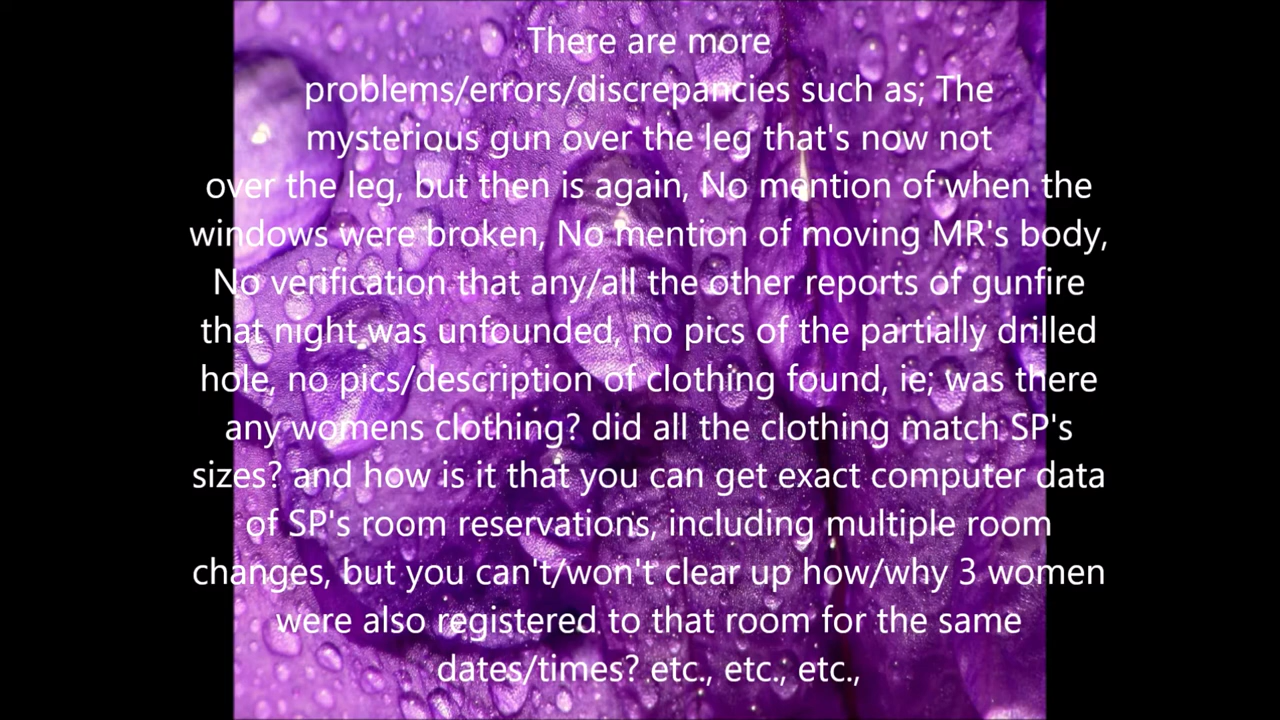 There are more
problems/errors/discrepancies such as; The
mysterious gun over the leg that's now not
over the leg, but then is again, No mention of when the
windows were broken, No mention of moving MR's body,
No verification that any/all the other reports of gunfire
that night was unfounded, no pics of the partially drilled
hole, no pics/description of clothing found, ie; was there
any womens clothing? did all the clothing match SP's
sizes? and how is it that you can get exact computer data
of SP's room reservations, including multiple room
changes, but you can't/won't clear up how/why 3 women
were also registered to that room for the same
dates/times? etc., etc., etc.,